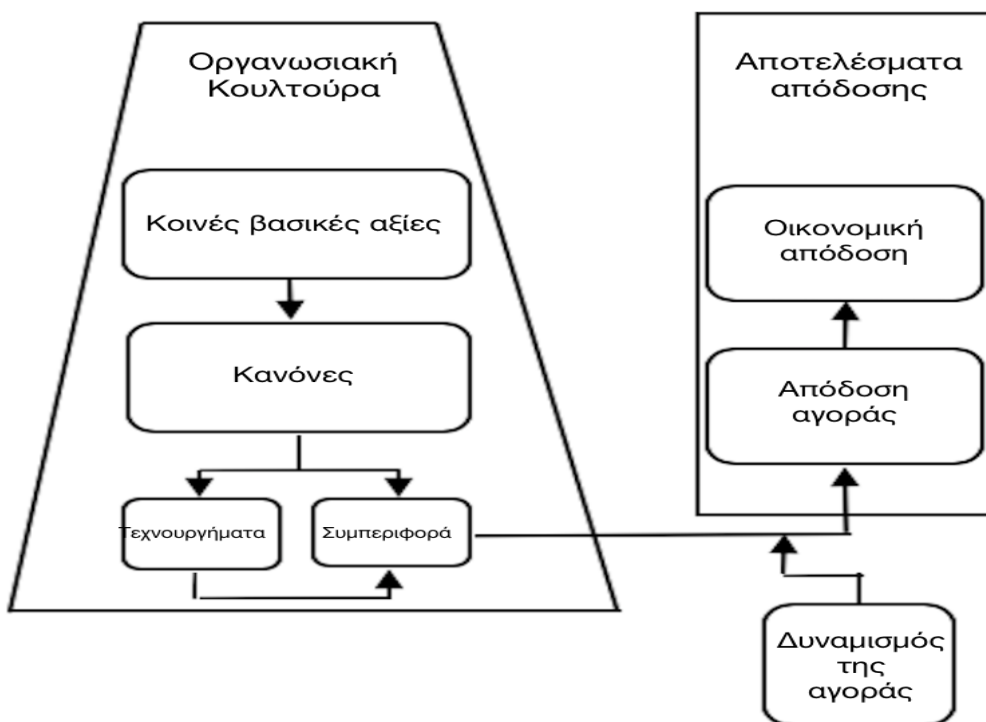 Οργανωσιακή
Κουλτούρα
Κοινές βασικές αξίες
Κανόνες
Τεχνουργήματα
Συμπεριφορά
Αποτελέσματα
απόδοσης
Οικονομική
απόδοση
Απόδοση
αγοράς
Δυναμισμός
της
αγοράς